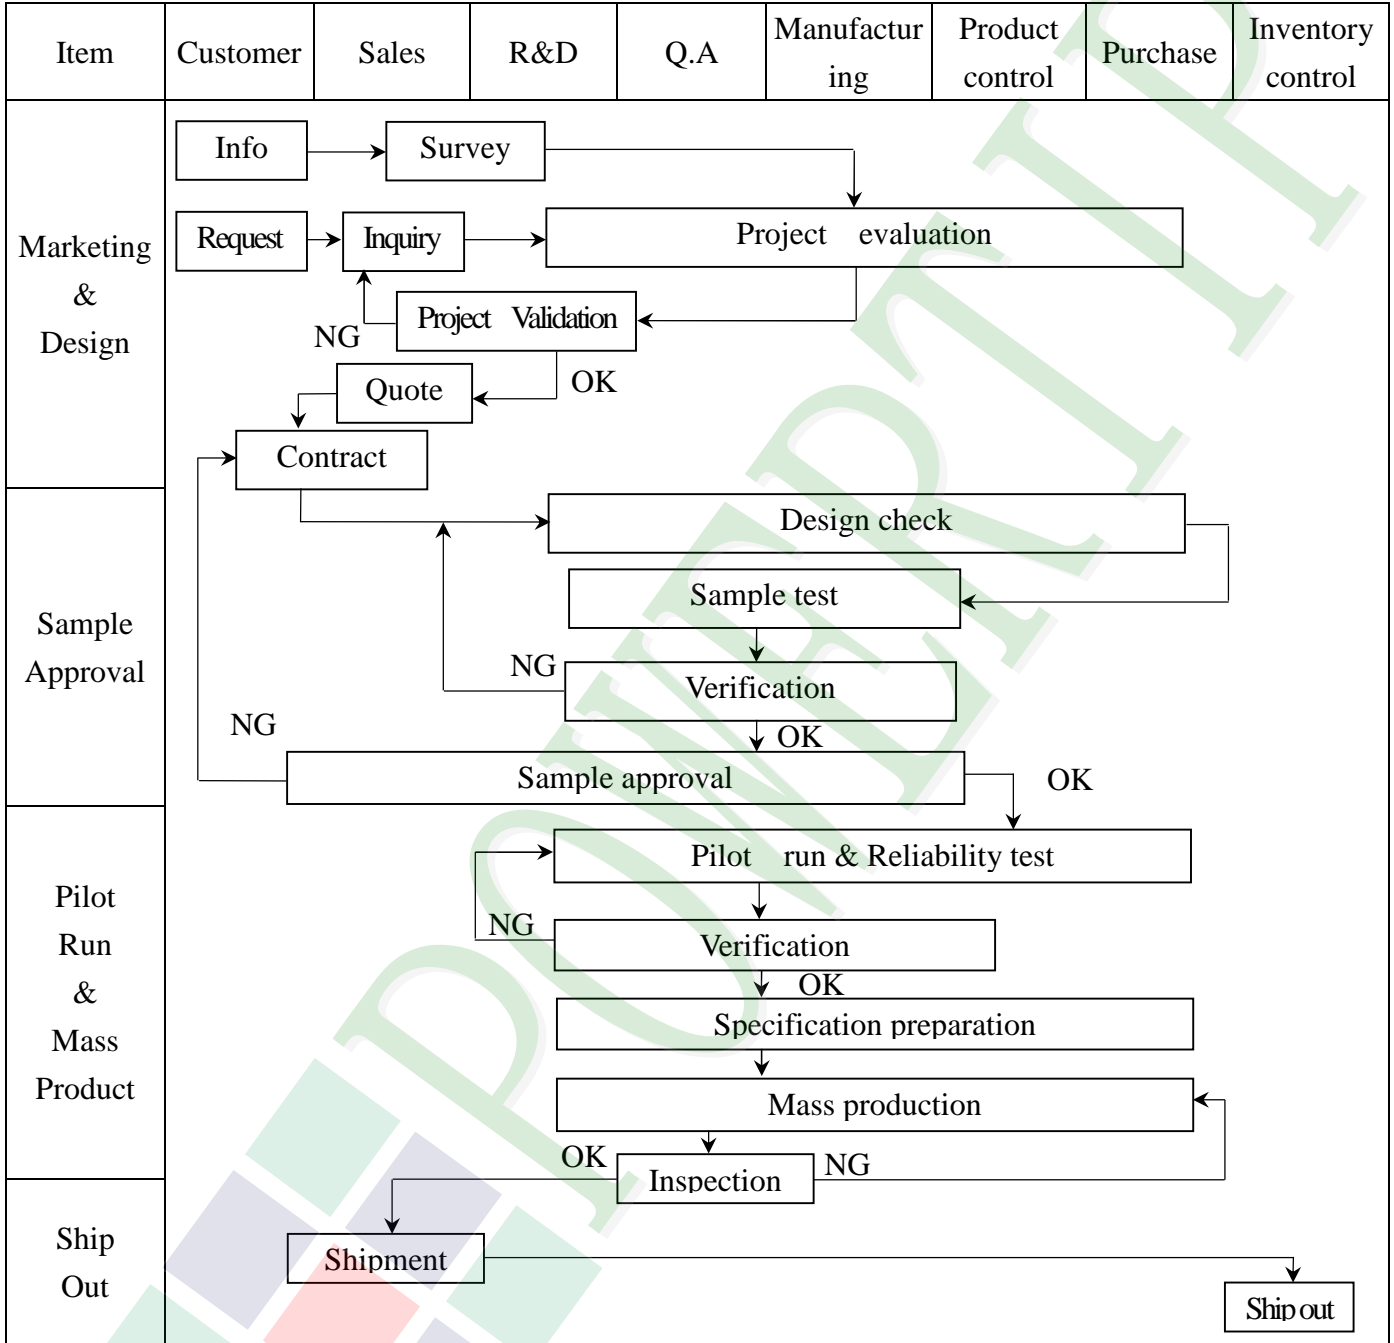 Item
Customer
Sales
R&D
Q.A
Manufactur
ing
Product
control
Purchase
Inventory
control
Marketing
&
Design
Info
Survey
Request
Inquiry
Project evaluation
Project Validation
NG
OK
Quote
Contract
Sample
Approval
Design check
Sample test
NG
Verification
NG
OK
Sample approval
OK
Pilot
Run
&
Mass
Product
Pilot run & Reliability test
NG
Verification
OK
Specification preparation
Mass production
OK
Inspection
NG
Ship
Out
Shipment
Ship out
POWERTIP